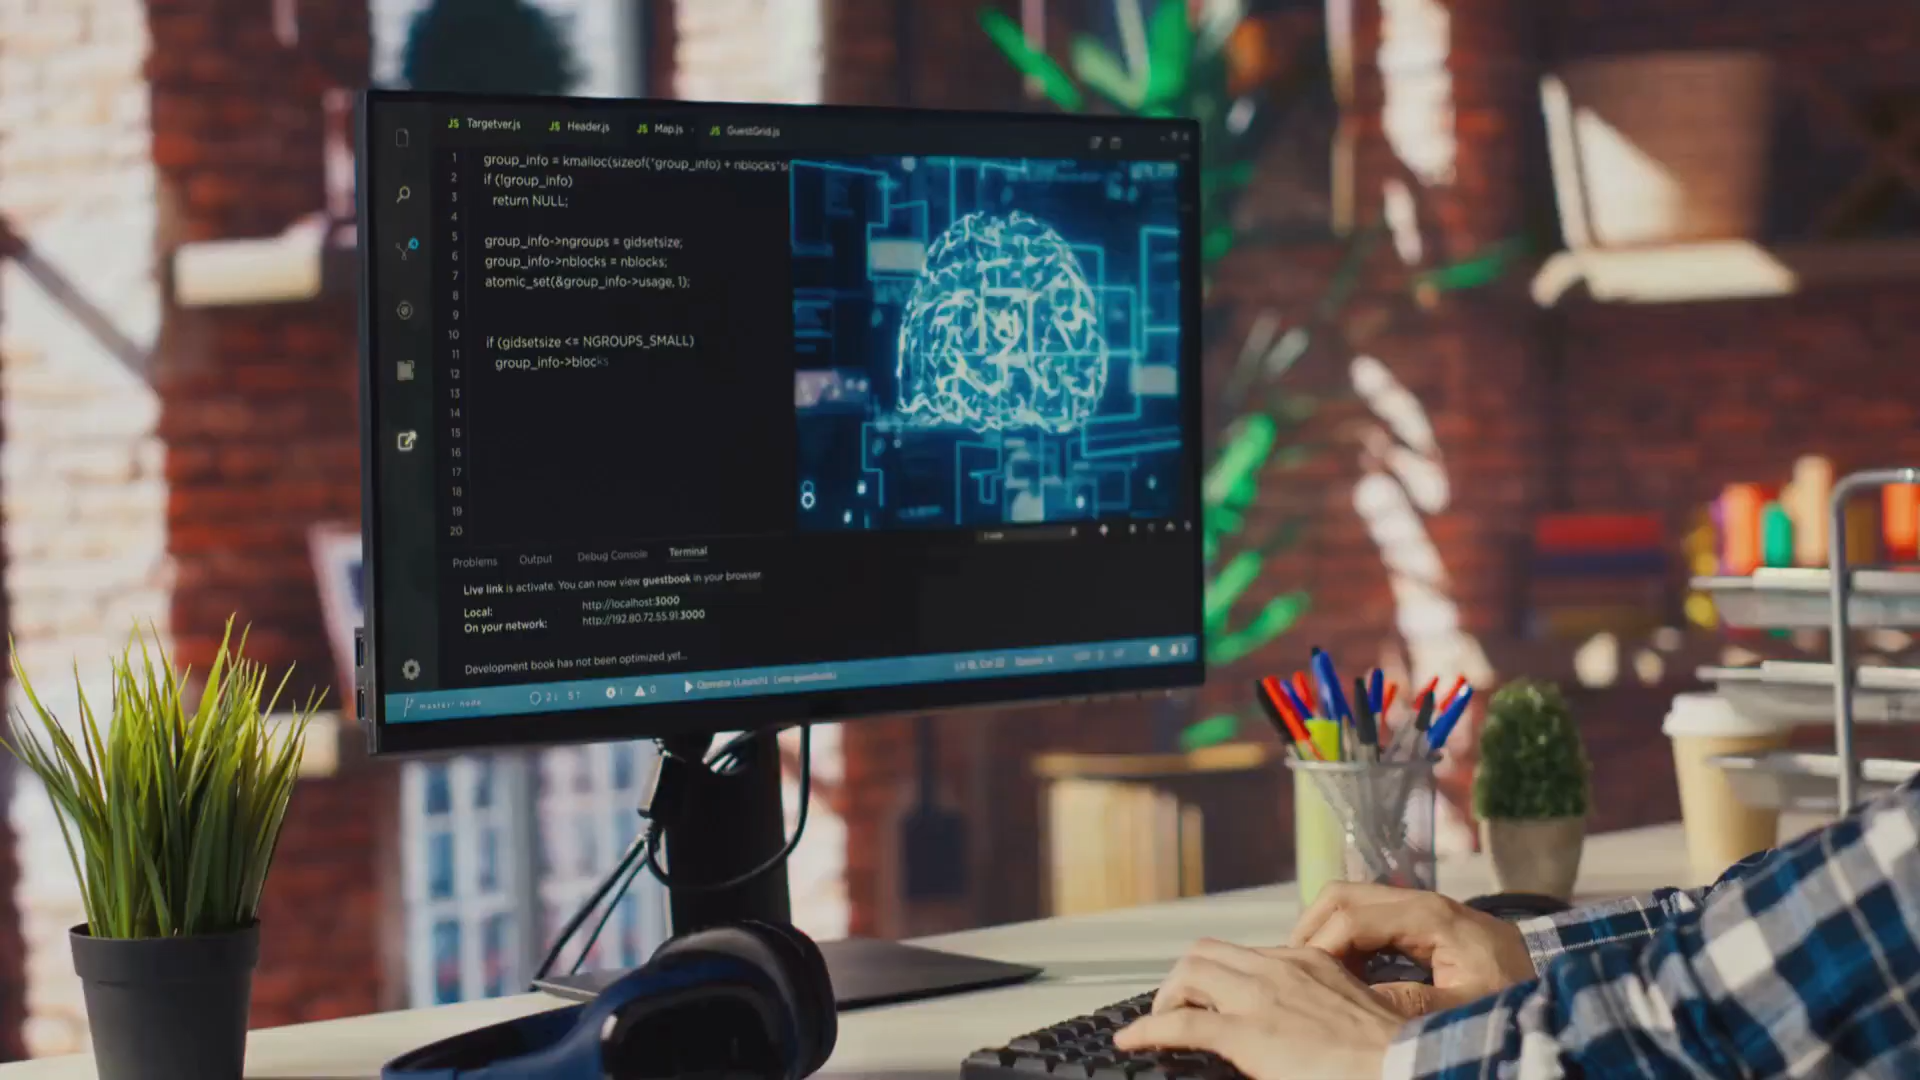 JS Targetver.js JS Header.js JS Map.js JS GuestGrid.js
1 group_info = kmalloc(sizeof(*group_info) + nblocks*s
2 if (!group_info)
3 return NULL;
4
5 group_info->ngroups = gidsetsize;
6 group_info->nblocks = nblocks;
7 atomic_set(&group_info->usage, 1);
8
9
10 if (gidsetsize <= NGROUPS_SMALL)
11 group_info->blocks
12
13
14
15
16
17
18
19
20
Problems Output Debug Console Terminal
Live link is activate. You can now view guestbook in your browser
Local: http://localhost:3000
On your network: http://192.80.72.55.91:3000
Development book has not been optimized yet...
master* node